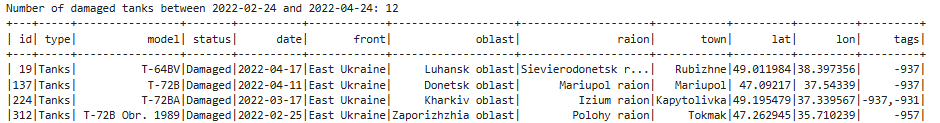 Number of damaged tanks between 2022-02-24 and 2022-04-24: 12
+---+-----+----------------+-------+----------+------------+-------------------+------------------+-----------+---------+---------+---------+
| id| type|           model| status|      date|       front|             oblast|             raion|       town|      lat|      lon|     tags|
+---+-----+----------------+-------+----------+------------+-------------------+------------------+-----------+---------+---------+---------+
| 19|Tanks|          T-64BV|Damaged|2022-04-17|East Ukraine|     Luhansk oblast|Sievierodonetsk r...|   Rubizhne|49.011984|38.397356|     -937|
|137|Tanks|           T-72B|Damaged|2022-04-11|East Ukraine|     Donetsk oblast|    Mariupol raion|   Mariupol| 47.09217| 37.54339|     -937|
|224|Tanks|          T-72BA|Damaged|2022-03-17|East Ukraine|     Kharkiv oblast|       Izium raion|Kapytolivka|49.195479|37.339567|-937,-931|
|312|Tanks| T-72B Обр. 1989|Damaged|2022-02-25|East Ukraine|Zaporizhzhia oblast|      Polohy raion|      Tokmak|47.262945|35.710239|     -957|